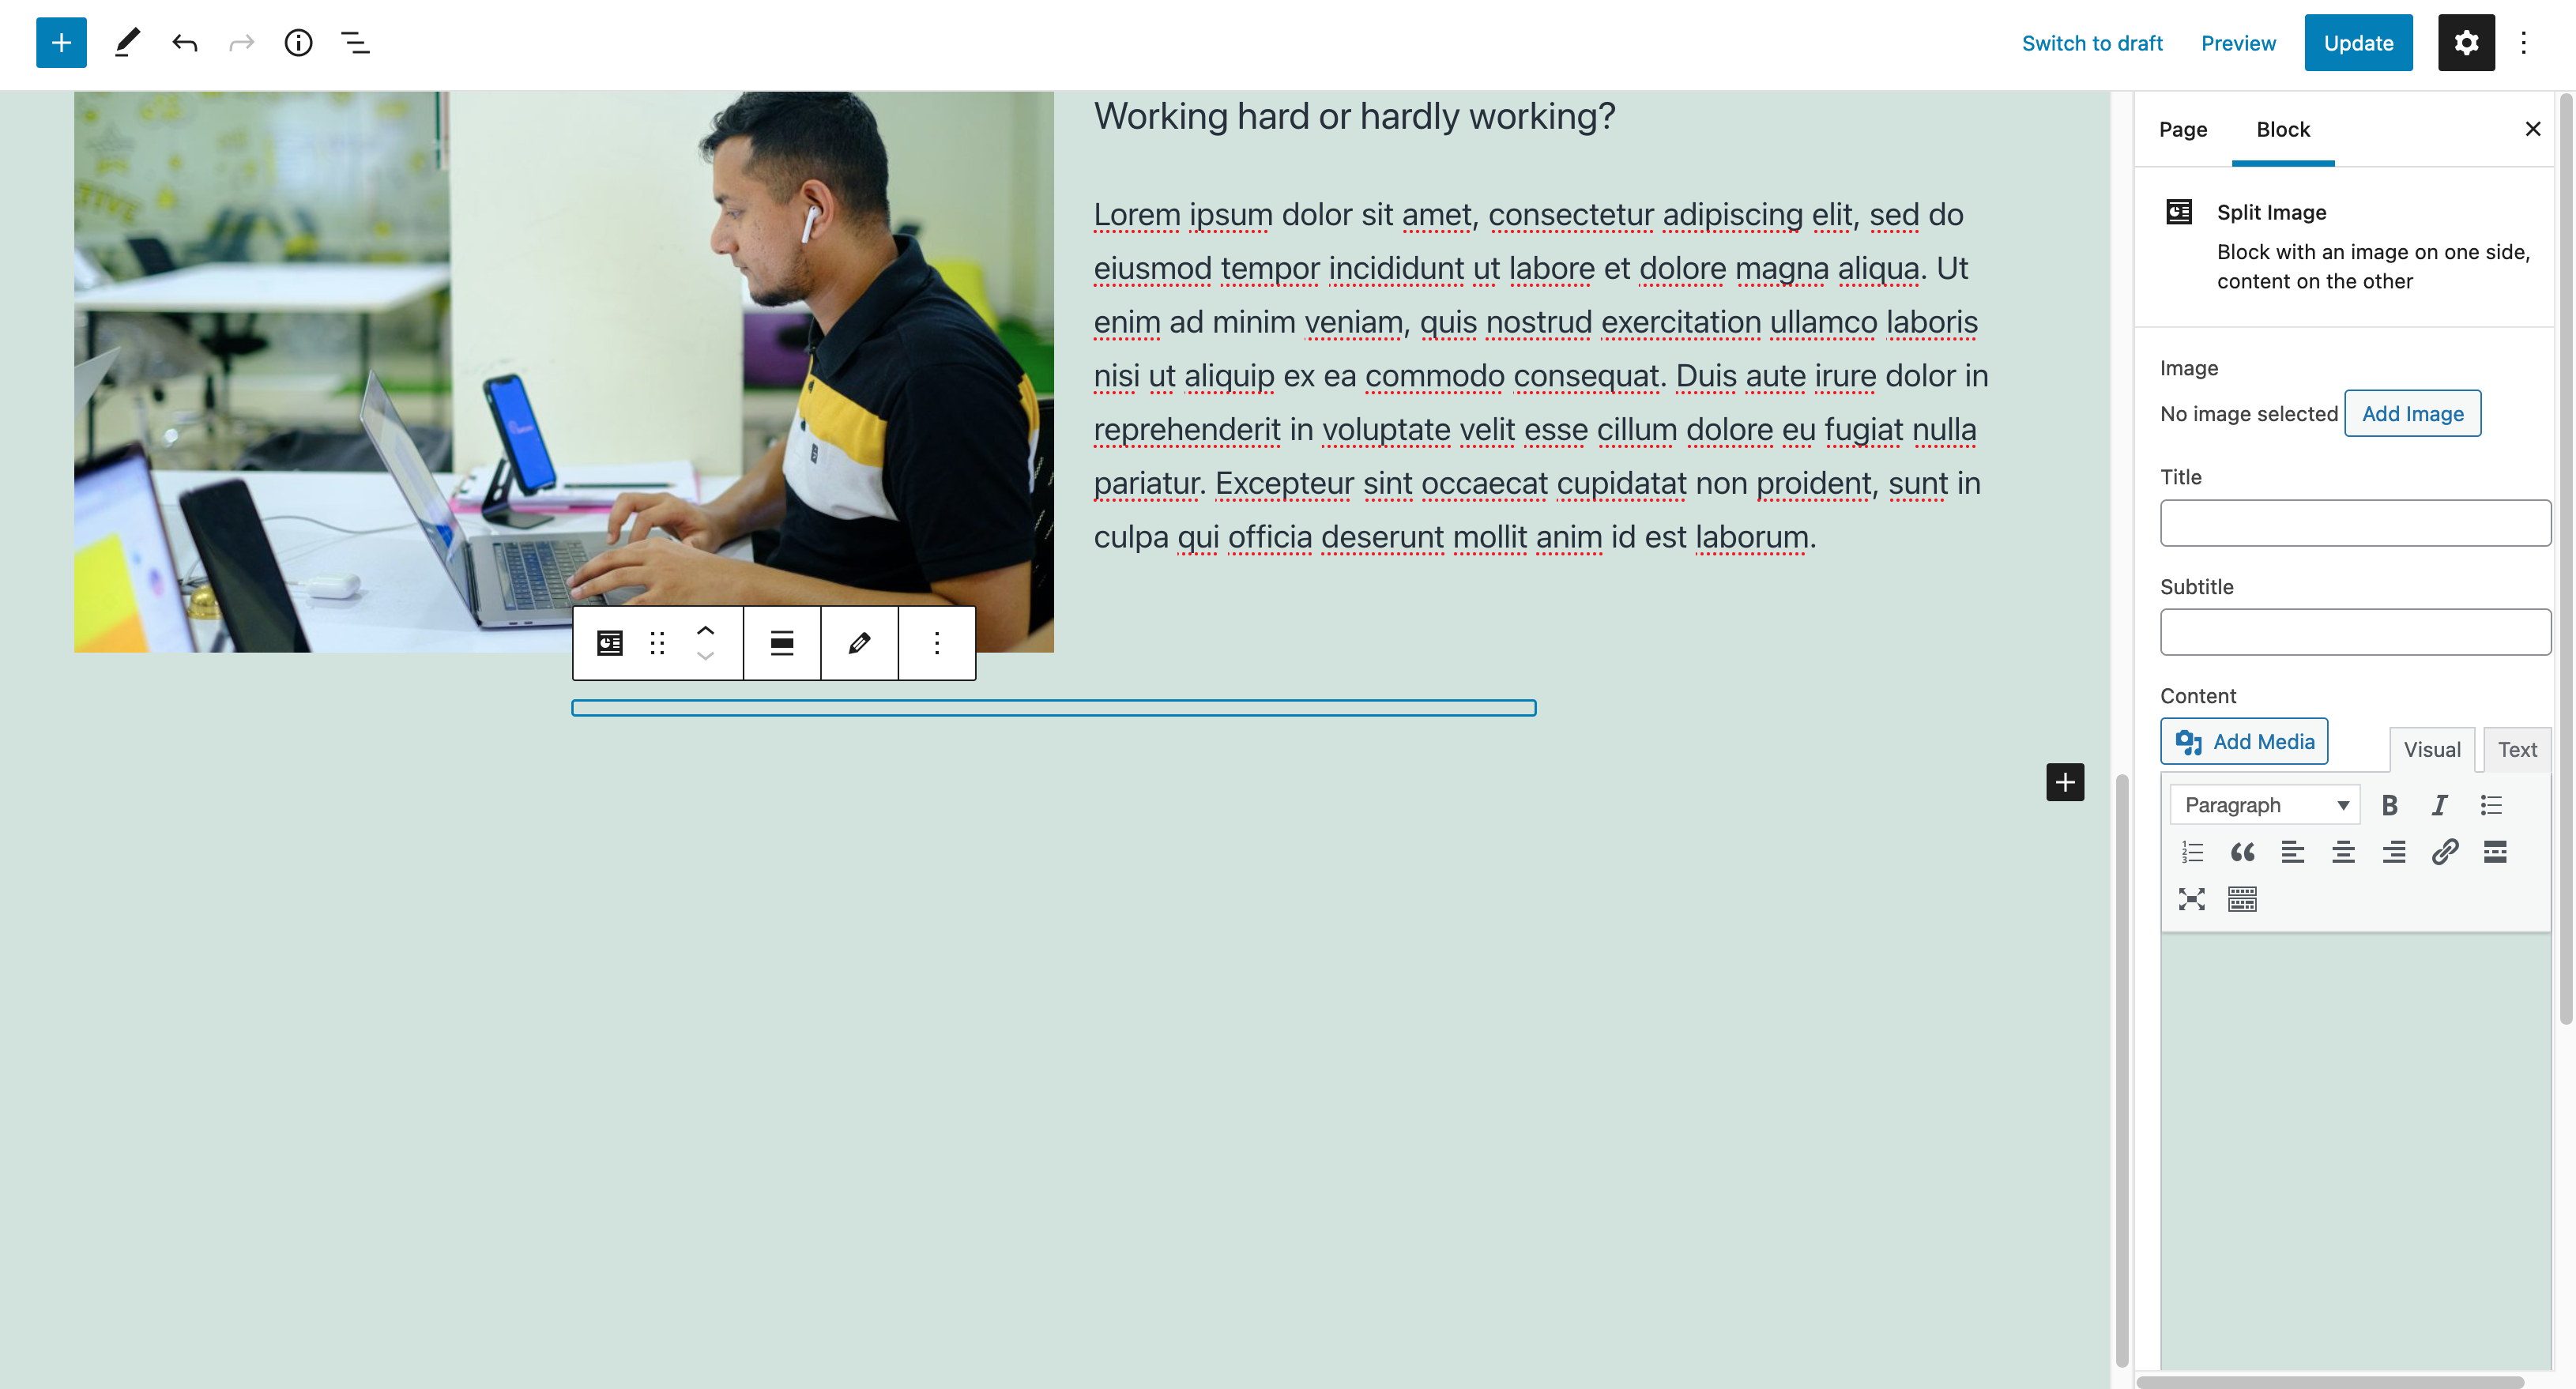 Switch to draft
Preview
Update
Working hard or hardly working?
Lorem ipsum dolor sit amet, consectetur adipiscing elit, sed do
eiusmod tempor incididunt ut labore et dolore magna aliqua. Ut
enim ad minim veniam, quis nostrud exercitation ullamco laboris
nisi ut aliquip ex ea commodo consequat. Duis aute irure dolor in
reprehenderit in voluptate velit esse cillum dolore eu fugiat nulla
pariatur. Excepteur sint occaecat cupidatat non proident, sunt in
culpa qui officia deserunt mollit anim id est laborum.
Page
Block
Split Image
Block with an image on one side,
content on the other
Image
No image selected
Add Image
Title
Subtitle
Content
Add Media
Visual
Text
Paragraph